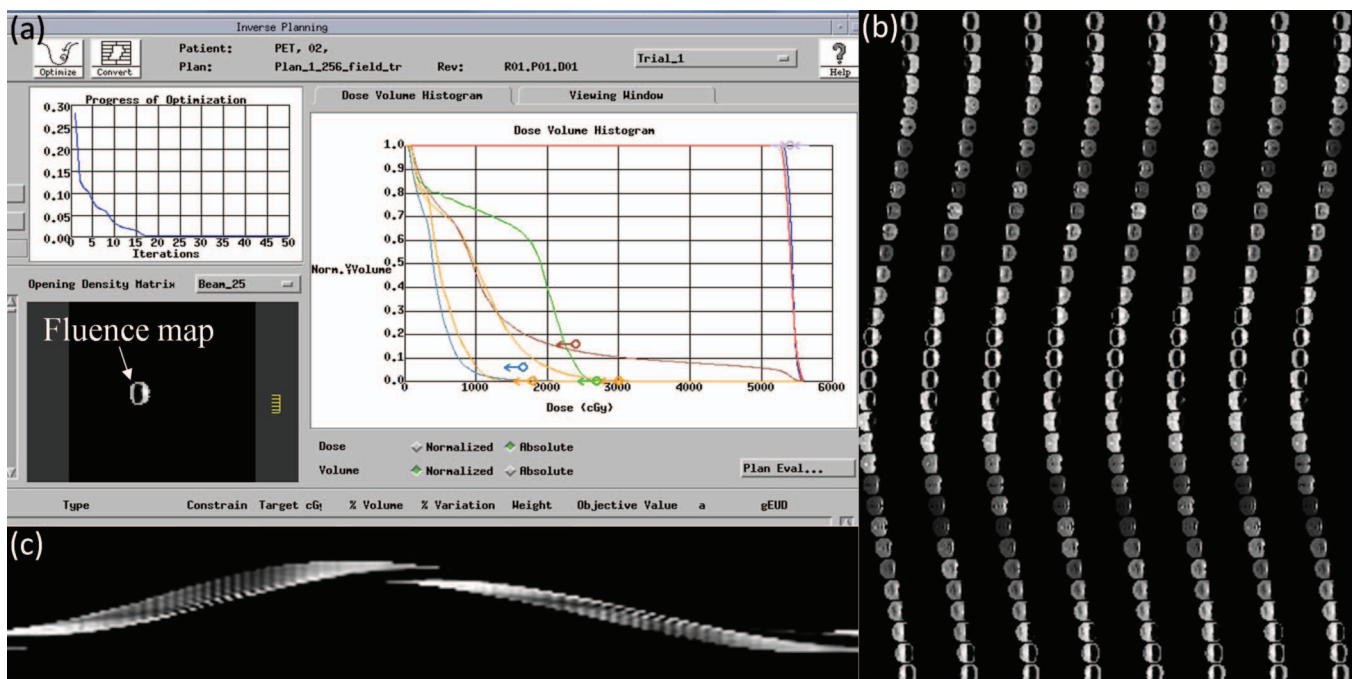 (a)
Inverse Planning
Optimize
Convert
Patient: PET, 02,
Plan: Plan_1_256_field_tr Rev: R01.P01.D01
Trial_1
?
Help
Progress of Optimization
0.30
0.25
0.20
0.15
0.10
0.05
0.00
0 5 10 15 20 25 30 35 40 45 50
Iterations
Opening Density Matrix Beam_25
Fluence map
Dose Volume Histogram Viewing Window
Dose Volume Histogram
1.0
0.9
0.8
0.7
0.6
0.5
0.4
0.3
0.2
0.1
0.0
Norm. Volume
0 1000 2000 3000 4000 5000 6000
Dose (cGy)
Dose Normalized Absolute
Volume Normalized Absolute
Plan Eval...
Type Constrain Target cG % Volume % Variation Weight Objective Value a gEUD
(b)
(c)